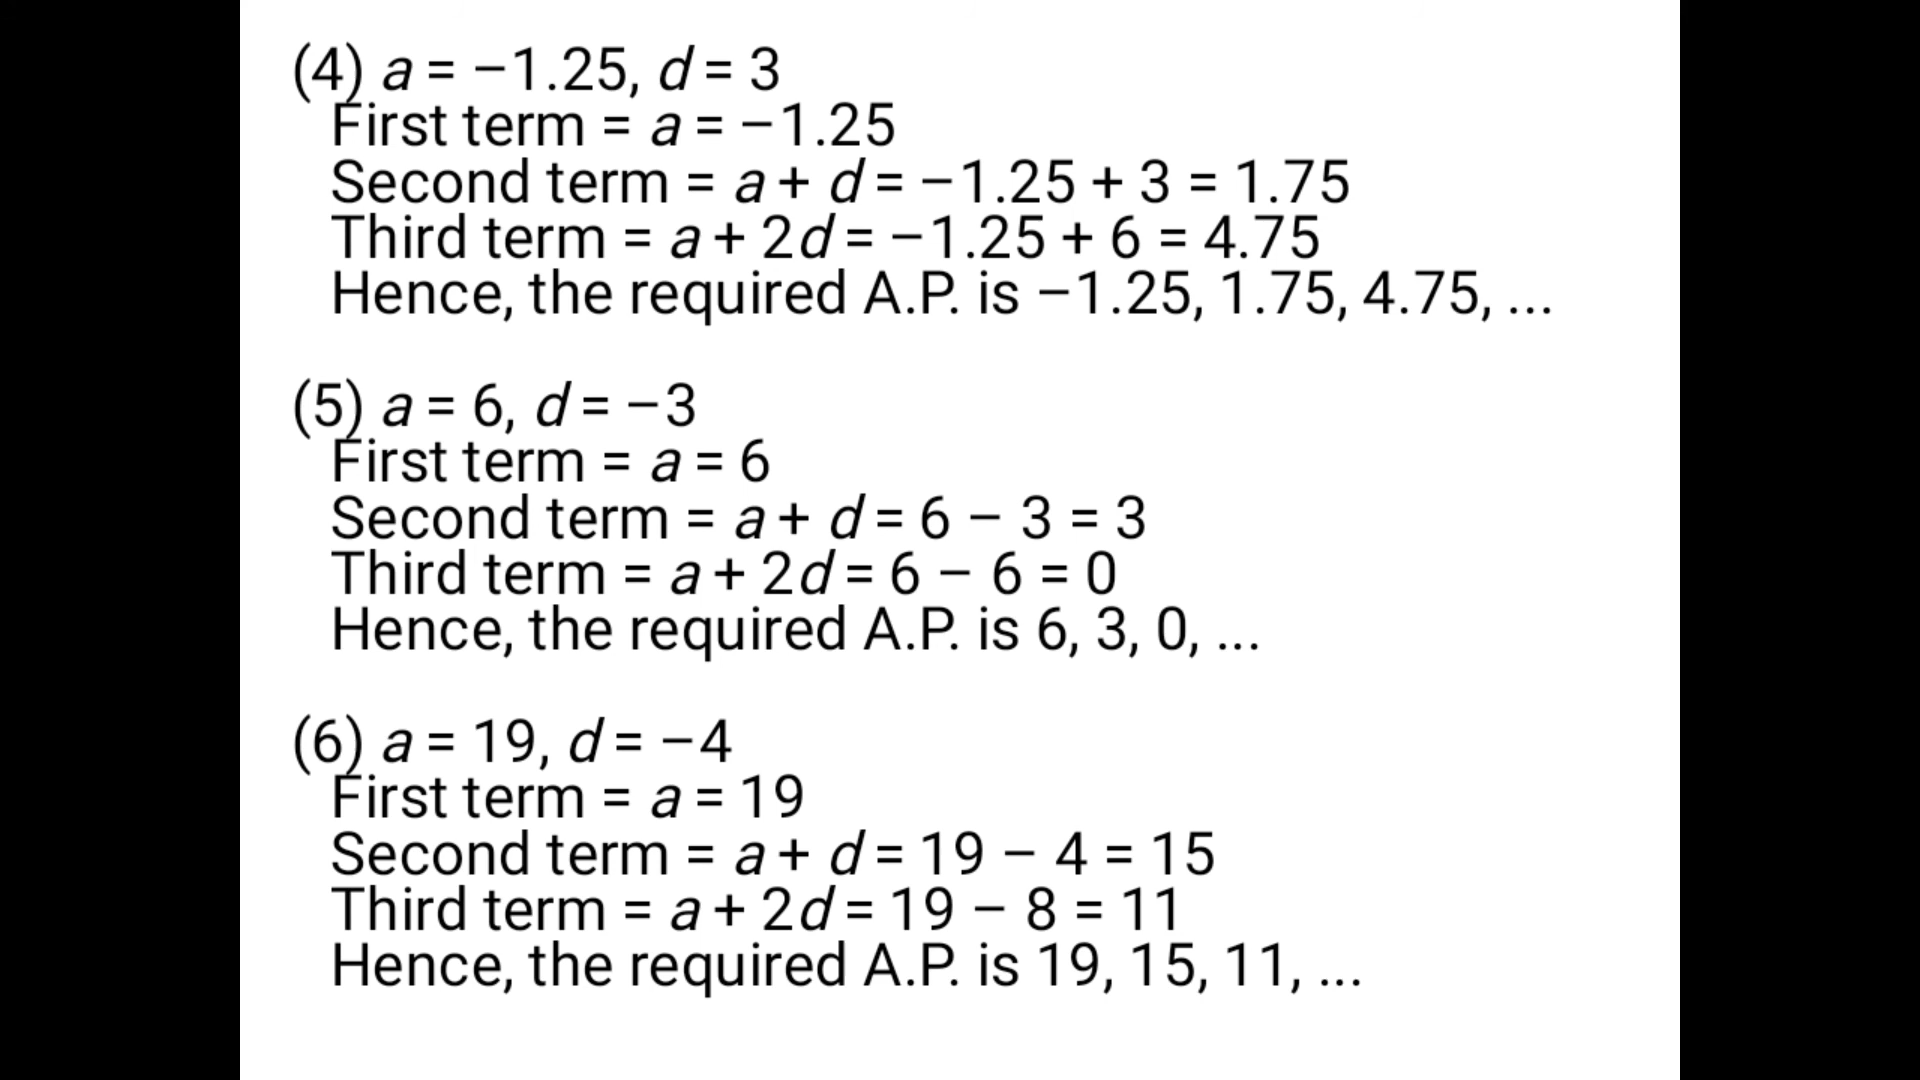 (4) a = −1.25, d = 3
First term = a = −1.25
Second term = a + d = −1.25 + 3 = 1.75
Third term = a + 2d = −1.25 + 6 = 4.75
Hence, the required A.P. is −1.25, 1.75, 4.75, ...
(5) a = 6, d = −3
First term = a = 6
Second term = a + d = 6 − 3 = 3
Third term = a + 2d = 6 − 6 = 0
Hence, the required A.P. is 6, 3, 0, ...
(6) a = 19, d = −4
First term = a = 19
Second term = a + d = 19 − 4 = 15
Third term = a + 2d = 19 − 8 = 11
Hence, the required A.P. is 19, 15, 11, ...